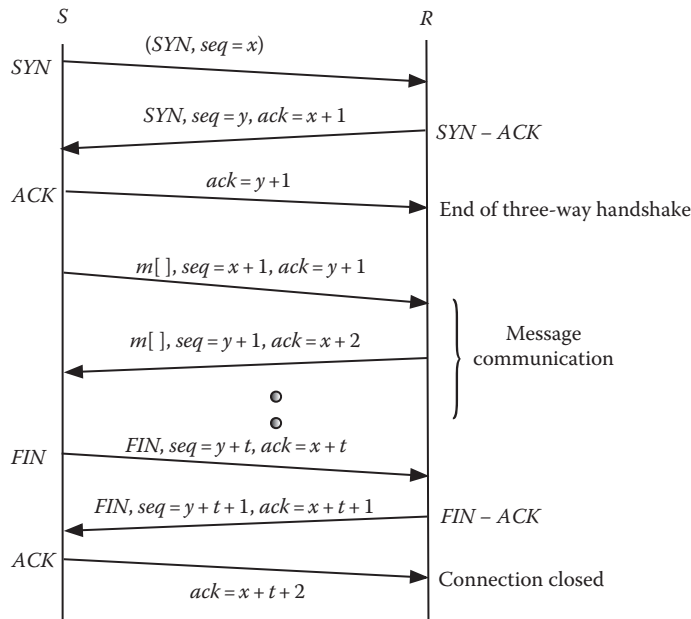 S
R
(SYN, seq = x)
SYN
SYN, seq = y, ack = x + 1
SYN – ACK
ack = y + 1
ACK
End of three-way handshake
m[ ], seq = x + 1, ack = y + 1
m[ ], seq = y + 1, ack = x + 2
Message
communication
FIN, seq = y + t, ack = x + t
FIN
FIN, seq = y + t + 1, ack = x + t + 1
FIN – ACK
ACK
Connection closed
ack = x + t + 2